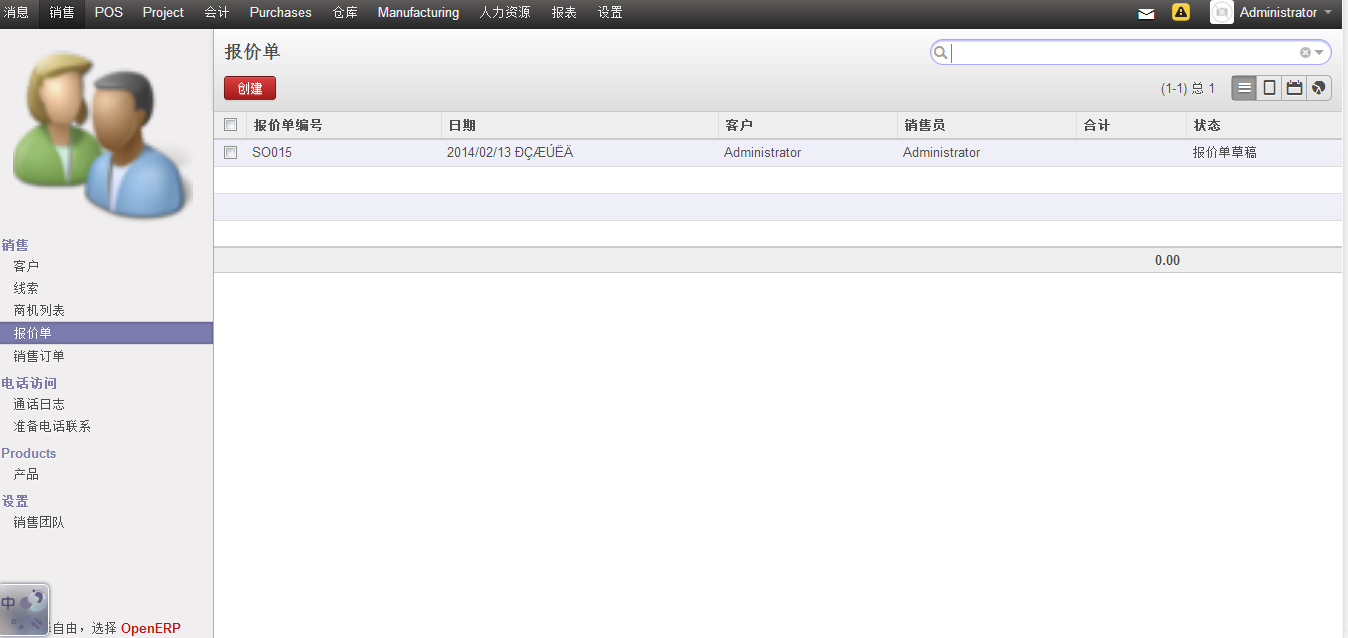 消息 销售 POS Project 会计 Purchases 仓库 Manufacturing 人力资源 报表 设置 Administrator
报价单
创建
(1-1) 总 1
报价单编号 日期 客户 销售员 合计 状态
SO015 2014/02/13 ÐÇÆÚËÄ Administrator Administrator 报价单草稿
0.00
销售
客户
线索
商机列表
报价单
销售订单
电话访问
通话日志
准备电话联系
Products
产品
设置
销售团队
中
自由，选择 OpenERP